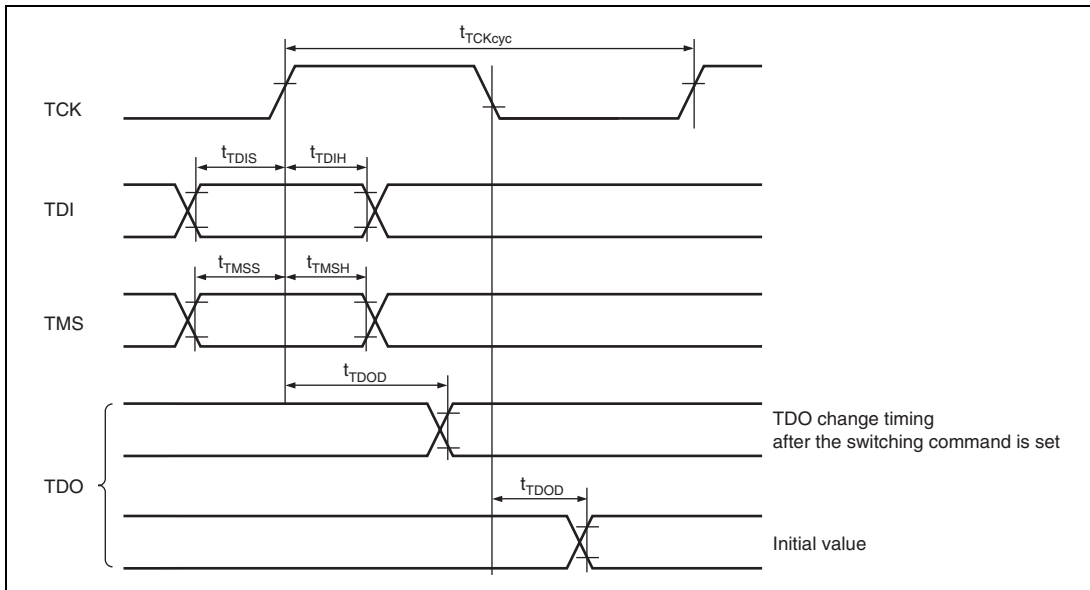 tTCKcyc
TCK
tTDIS
tTDIH
TDI
tTMSS
tTMSH
TMS
tTDOD
TDO change timing
after the switching command is set
TDO
tTDOD
Initial value